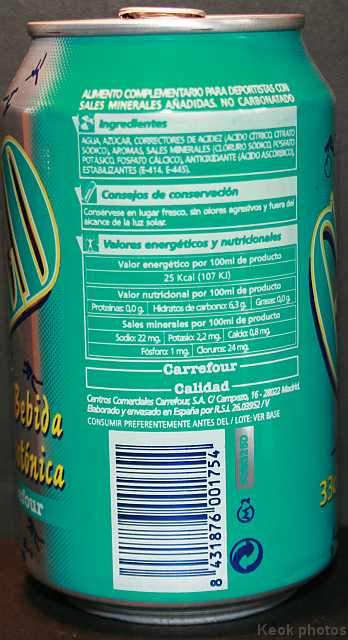 ALIMENTO COMPLEMENTARIO PARA DEPORTISTAS CON
SALES MINERALES AÑADIDAS. NO CARBONATADO
Ingredientes
AGUA, AZÚCAR, CORRECTORES DE ACIDEZ (ÁCIDO CÍTRICO, CITRATO
SÓDICO), AROMAS, SALES MINERALES (CLORURO SÓDICO, FOSFATO
POTÁSICO, FOSFATO CÁLCICO), ANTIOXIDANTE (ÁCIDO ASCÓRBICO),
ESTABILIZANTES (E-414, E-445).
Consejos de conservación
Consérvese en lugar fresco, sin olores agresivos y fuera del
alcance de la luz solar.
Valores energéticos y nutricionales
Valor energético por 100ml de producto
25 Kcal (107 KJ)
Valor nutricional por 100ml de producto
Proteínas: 0,0 g. Hidratos de carbono: 6,3 g. Grasas: 0,0 g.
Sales minerales por 100ml de producto
Sodio: 22 mg. Potasio: 2,2 mg. Calcio: 0,8 mg.
Fósforo: 1 mg. Cloruros: 24 mg.
Carrefour
Calidad
Centros Comerciales Carrefour, S.A. C/ Campezo, 16 - 28022 Madrid.
Elaborado y envasado en España por R.S.I. 26.03952/V
CONSUMIR PREFERENTEMENTE ANTES DEL / LOTE: VER BASE
8 431876 001754
M 2
Bebida
tónica
four
33
Keok photos